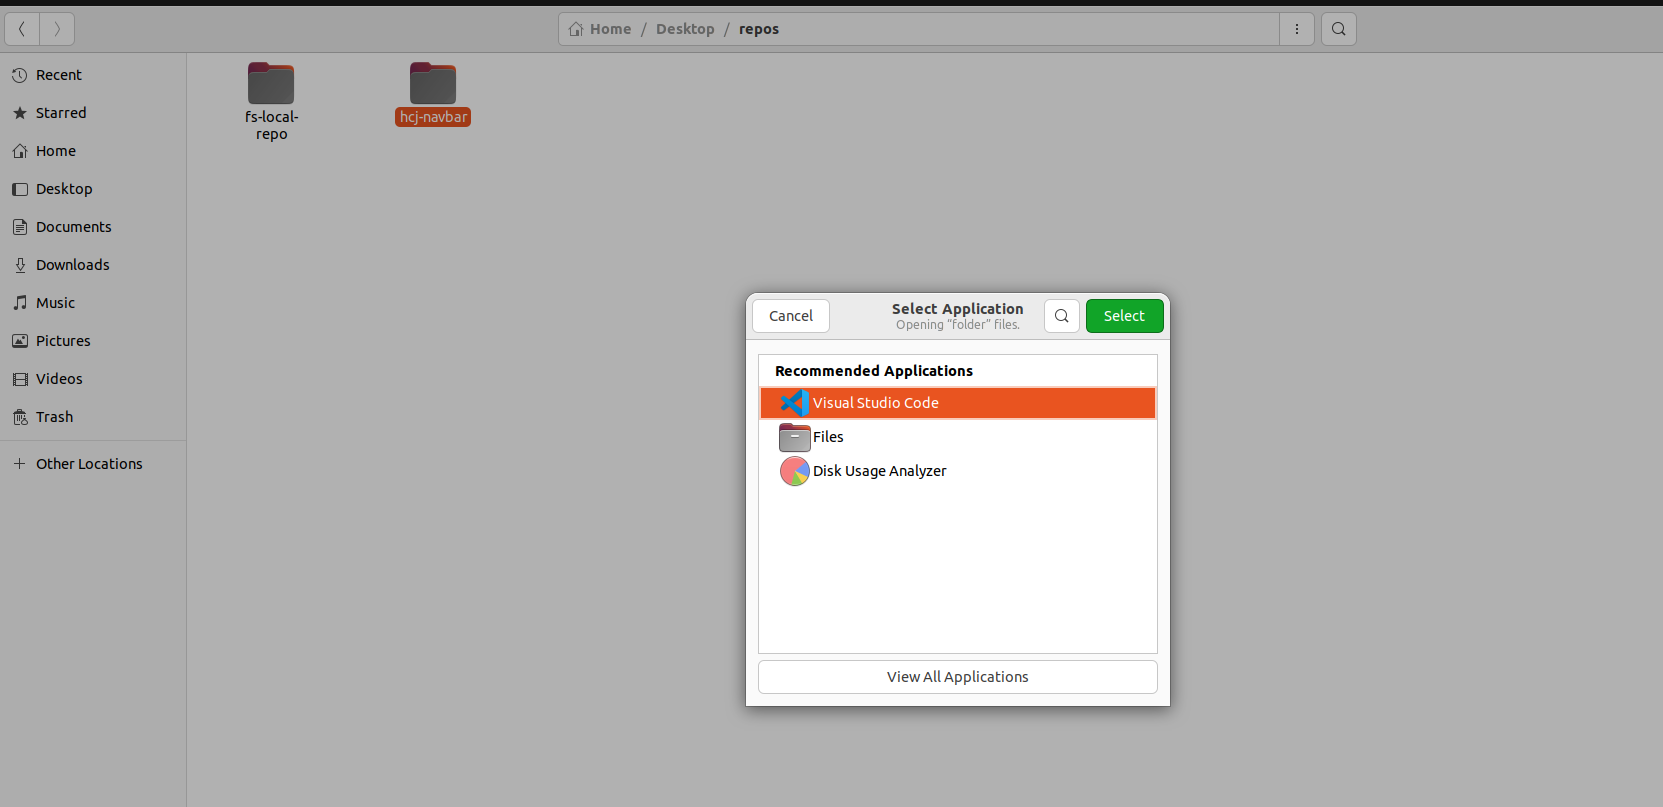 Home / Desktop / repos
Recent
Starred
Home
Desktop
Documents
Downloads
Music
Pictures
Videos
Trash
Other Locations
fs-local-
repo
hcj-navbar
Cancel
Select Application
Opening “folder” files.
Select
Recommended Applications
Visual Studio Code
Files
Disk Usage Analyzer
View All Applications